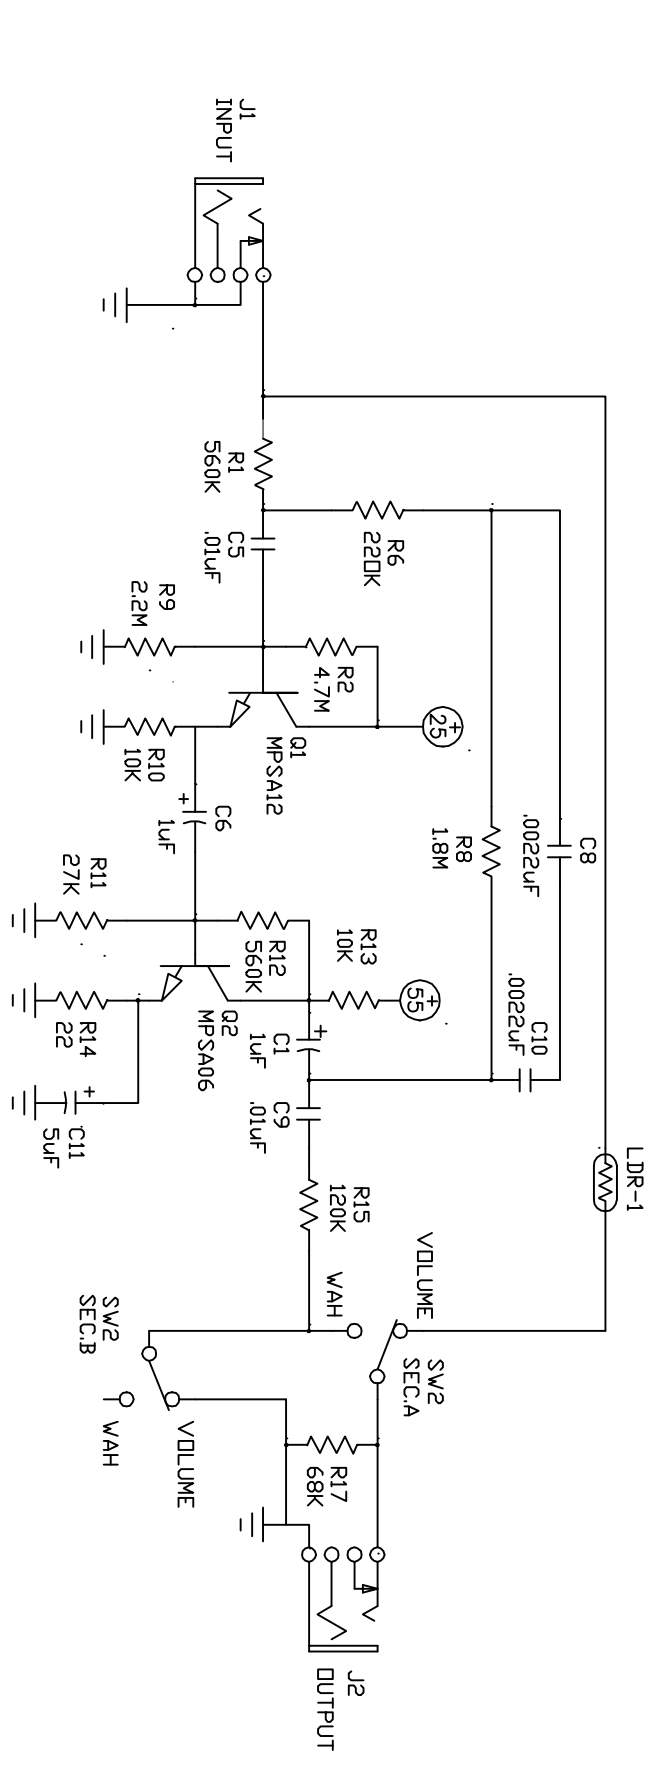 J1
INPUT
R1
560K
C5
.01uF
R6
220K
R9
2.2M
R2
4.7M
+
25
Q1
MPSA12
R10
10K
+
C6
1uF
R8
1.8M
C8
.0022uF
R11
27K
R12
560K
R13
10K
+
55
Q2
MPSA06
R14
22
+
C1
1uF
C10
.0022uF
+
C11
5uF
C9
.01uF
R15
120K
LDR-1
VOLUME
WAH
SW2
SEC.A
SW2
SEC.B
VOLUME
WAH
R17
68K
J2
OUTPUT